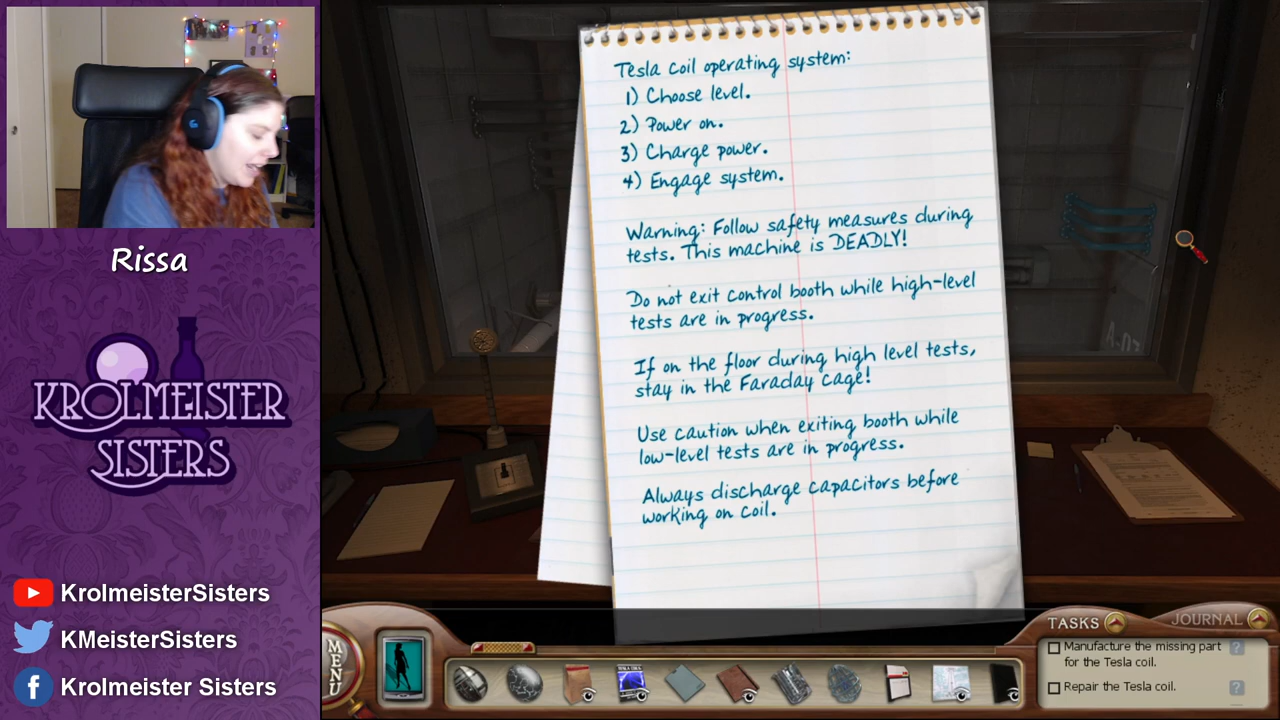 Tesla coil operating system:
1) Choose level.
2) Power on.
3) Charge power.
4) Engage system.
Warning: Follow safety measures during
tests. This machine is DEADLY!
Do not exit control booth while high-level
tests are in progress.
If on the floor during high level tests,
stay in the Faraday cage!
Use caution when exiting booth while
low-level tests are in progress.
Always discharge capacitors before
working on coil.
Rissa
KROLMEISTER
SISTERS
KrolmeisterSisters
KMeisterSisters
Krolmeister Sisters
MENU
TESLA COILS
TASKS
JOURNAL
Manufacture the missing part
for the Tesla coil.
Repair the Tesla coil.